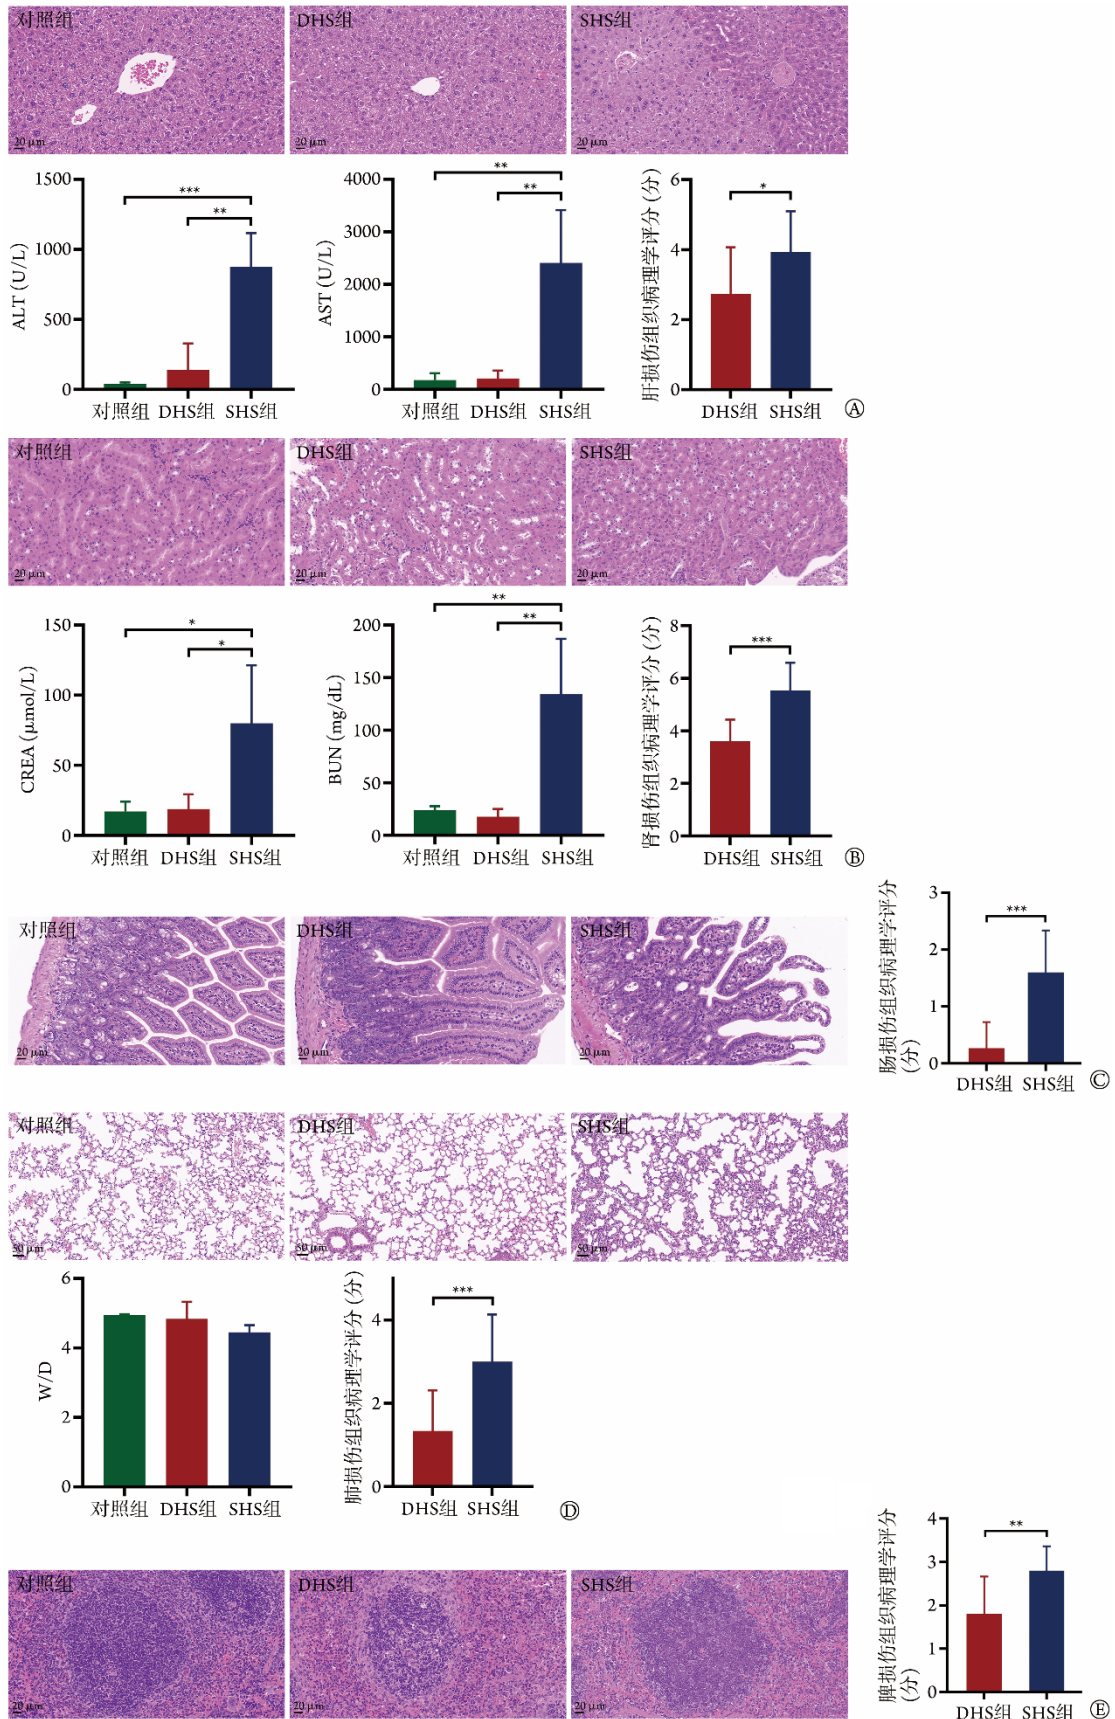 对照组
DHS组
SHS组
20 μm
20 μm
20 μm
1500
1000
500
0
ALT (U/L)
***
**
对照组
DHS组
SHS组
4000
3000
2000
1000
0
AST (U/L)
**
**
对照组
DHS组
SHS组
6
4
2
0
肝损伤组织病理学评分 (分)
*
DHS组
SHS组
Ⓐ
对照组
DHS组
SHS组
20 μm
20 μm
20 μm
150
100
50
0
CREA (μmol/L)
*
*
对照组
DHS组
SHS组
200
150
100
50
0
BUN (mg/dL)
**
**
对照组
DHS组
SHS组
8
6
4
2
0
肾损伤组织病理学评分 (分)
***
DHS组
SHS组
Ⓑ
对照组
DHS组
SHS组
20 μm
20 μm
20 μm
3
2
1
0
肠损伤组织病理学评分
(分)
***
DHS组
SHS组
Ⓒ
对照组
DHS组
SHS组
50 μm
50 μm
50 μm
6
4
2
0
W/D
对照组
DHS组
SHS组
4
2
0
肺损伤组织病理学评分 (分)
***
DHS组
SHS组
Ⓓ
对照组
DHS组
SHS组
20 μm
20 μm
20 μm
4
3
2
1
0
脾损伤组织病理学评分
(分)
**
DHS组
SHS组
Ⓔ